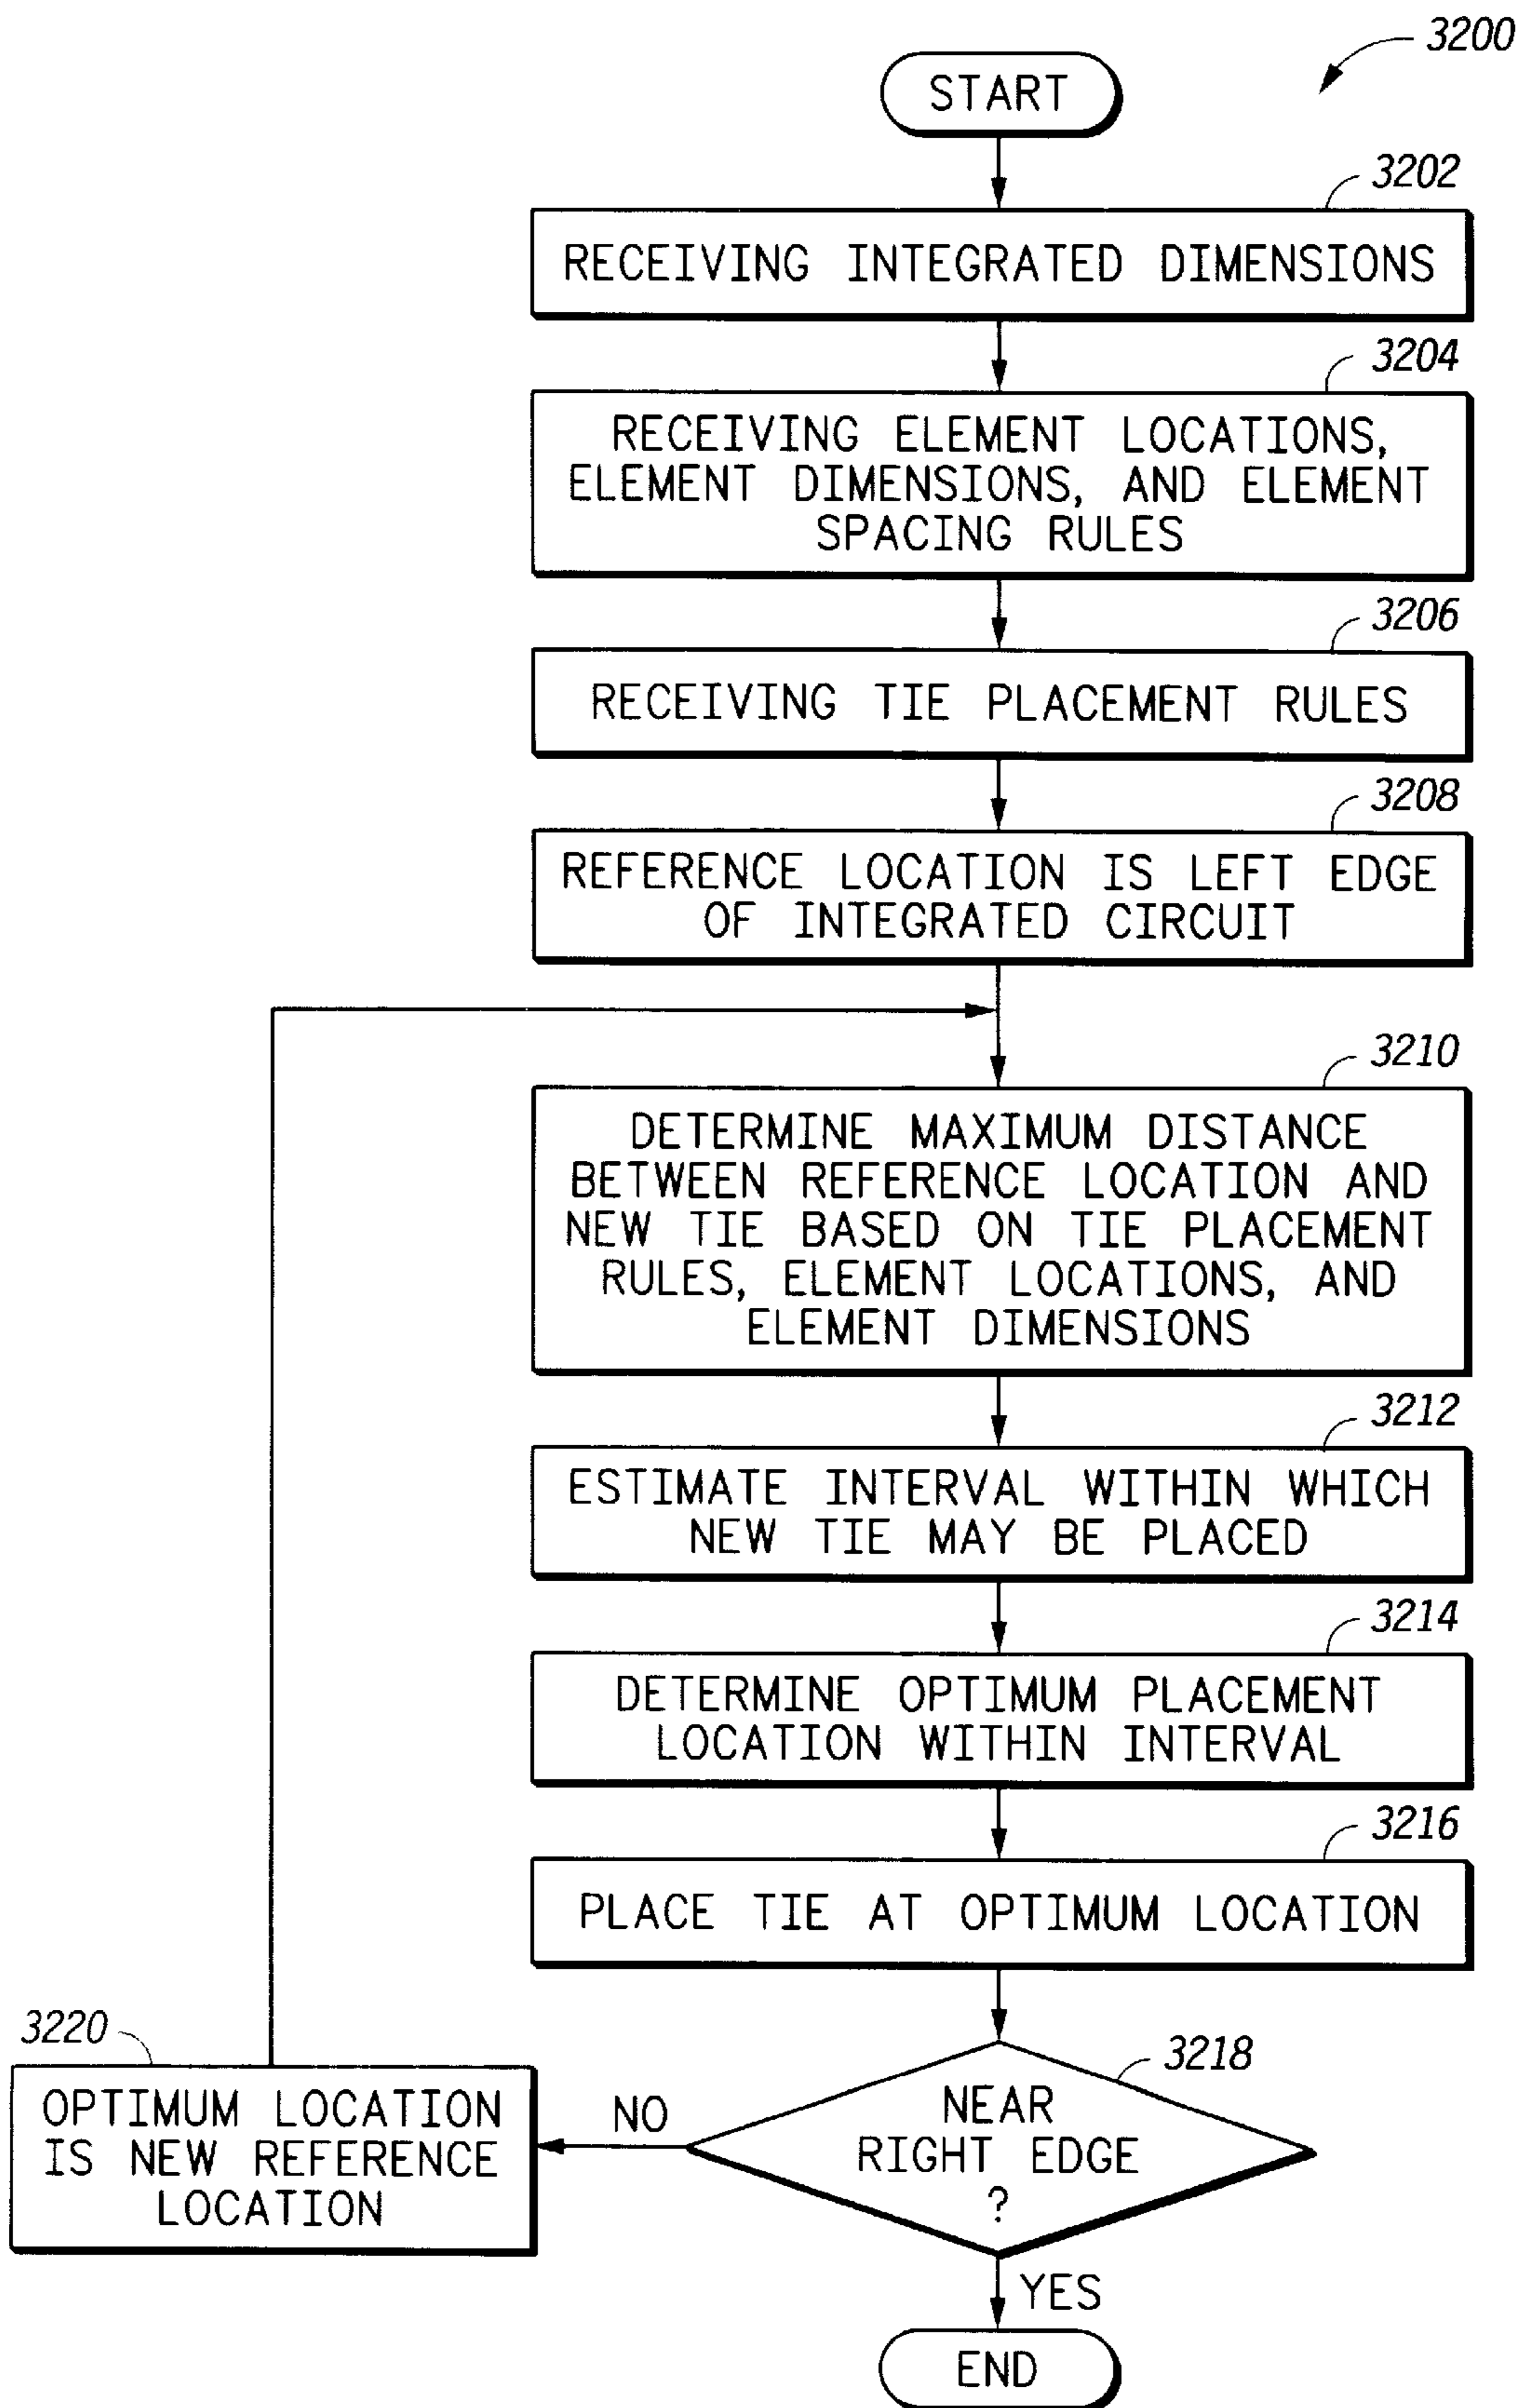 3200
START
3202
RECEIVING INTEGRATED DIMENSIONS
3204
RECEIVING ELEMENT LOCATIONS,
ELEMENT DIMENSIONS, AND ELEMENT
SPACING RULES
3206
RECEIVING TIE PLACEMENT RULES
3208
REFERENCE LOCATION IS LEFT EDGE
OF INTEGRATED CIRCUIT
3210
DETERMINE MAXIMUM DISTANCE
BETWEEN REFERENCE LOCATION AND
NEW TIE BASED ON TIE PLACEMENT
RULES, ELEMENT LOCATIONS, AND
ELEMENT DIMENSIONS
3212
ESTIMATE INTERVAL WITHIN WHICH
NEW TIE MAY BE PLACED
3214
DETERMINE OPTIMUM PLACEMENT
LOCATION WITHIN INTERVAL
3216
PLACE TIE AT OPTIMUM LOCATION
3218
NEAR
RIGHT EDGE
?
NO
3220
OPTIMUM LOCATION
IS NEW REFERENCE
LOCATION
YES
END